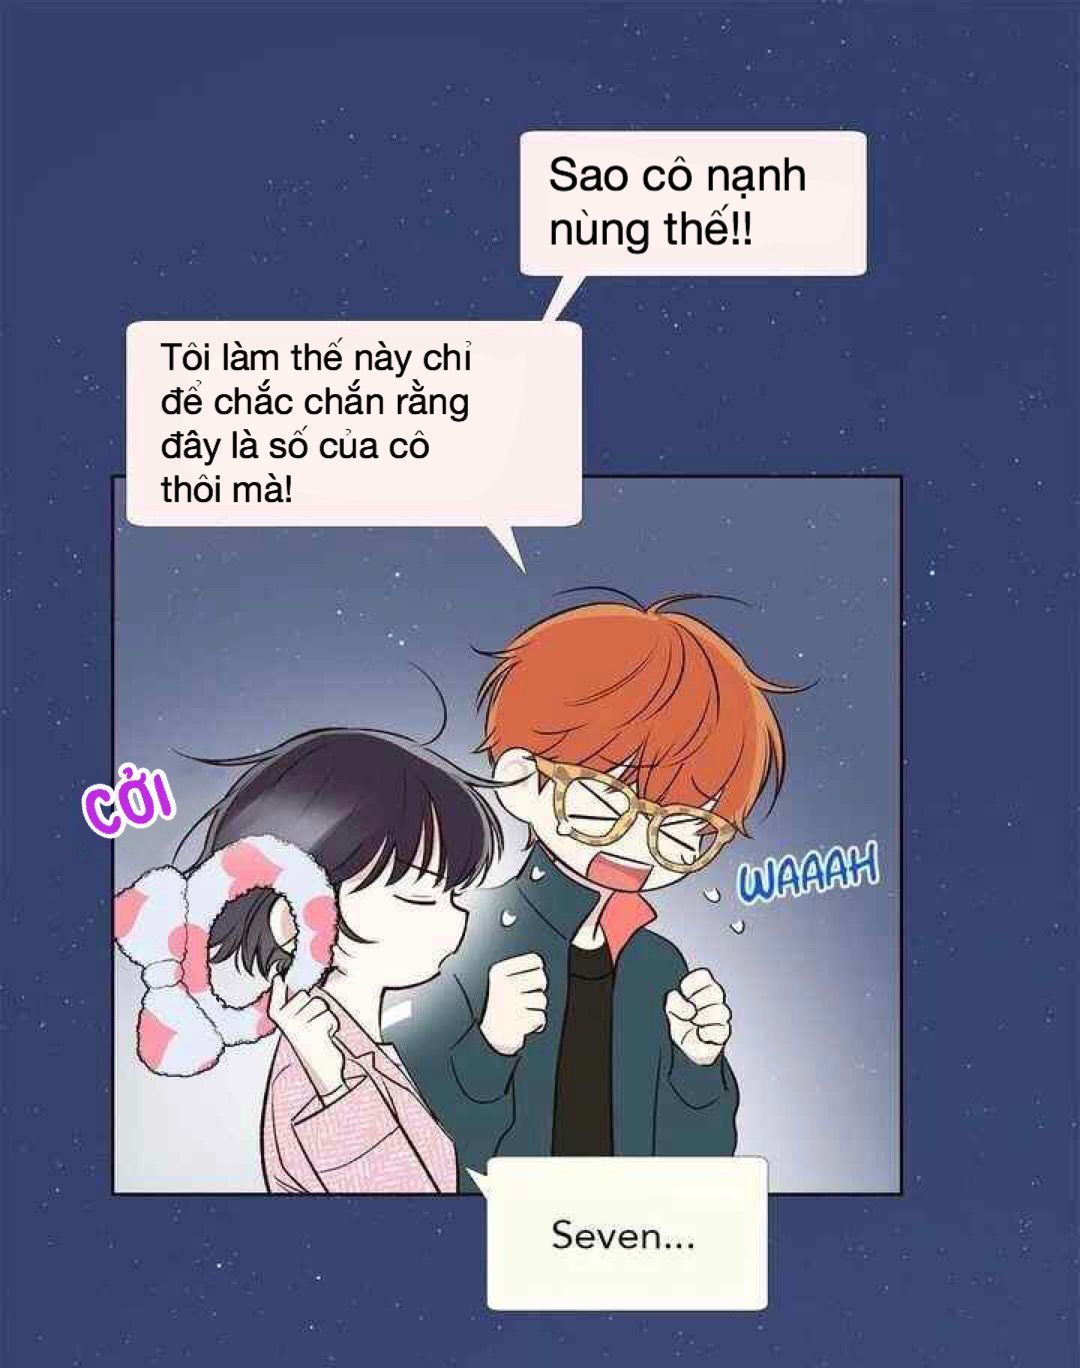 Sao cô nạnh
nùng thế!!
Tôi làm thế này chỉ
để chắc chắn rằng
đây là số của cô
thôi mà!
CỞI
WAAAH
Seven...